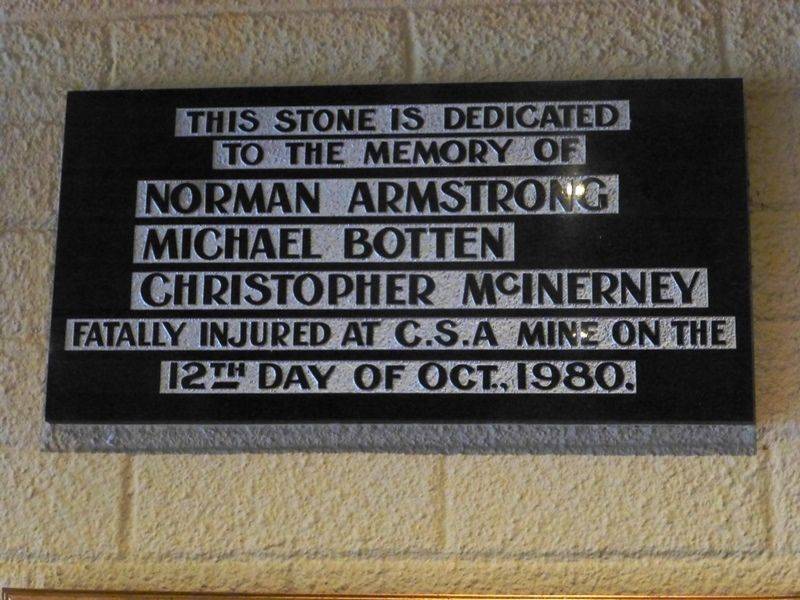 THIS STONE IS DEDICATED
TO THE MEMORY OF
NORMAN ARMSTRONG
MICHAEL BOTTEN
CHRISTOPHER McINERNEY
FATALLY INJURED AT C.S.A MINE ON THE
12TH DAY OF OCT., 1980.